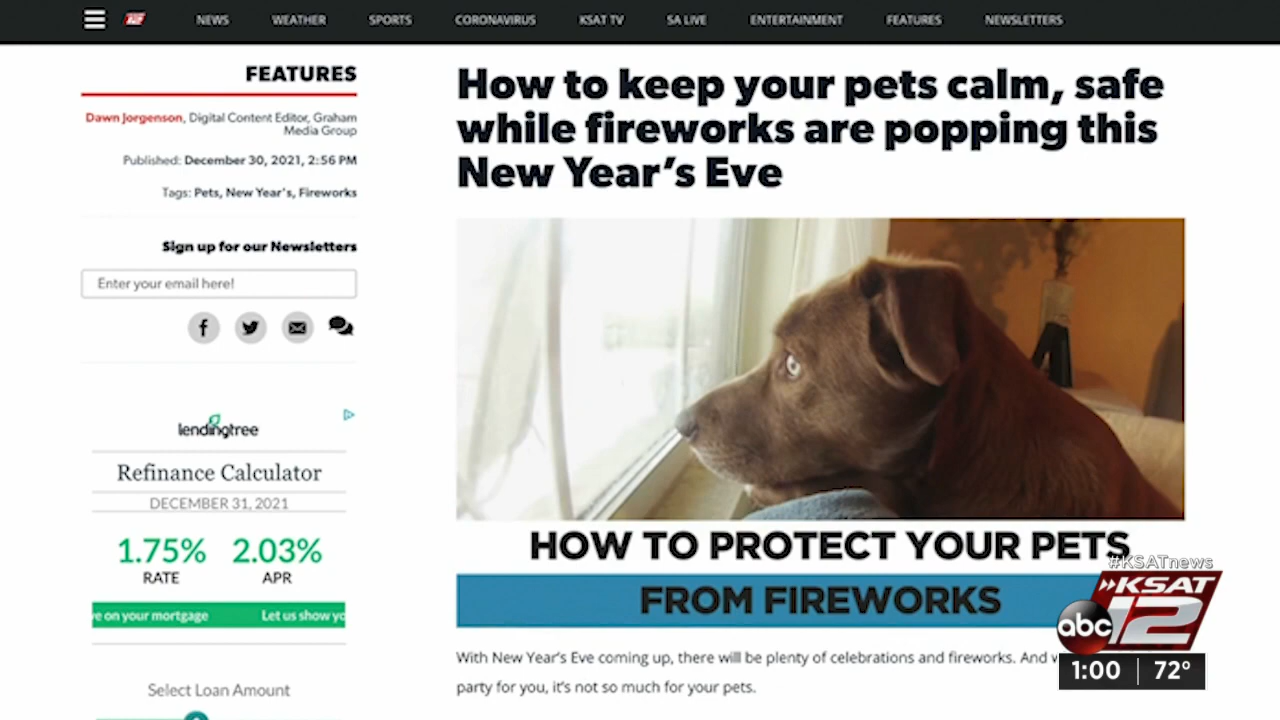 NEWS WEATHER SPORTS CORONAVIRUS KSAT TV SA LIVE ENTERTAINMENT FEATURES NEWSLETTERS
FEATURES
Dawn Jorgenson, Digital Content Editor, Graham
Media Group
Published: December 30, 2021, 2:56 PM
Tags: Pets, New Year's, Fireworks
Sign up for our Newsletters
Enter your email here!
lendingtree
Refinance Calculator
DECEMBER 31, 2021
1.75% 2.03%
RATE APR
e on your mortgage Let us show yo
Select Loan Amount
How to keep your pets calm, safe
while fireworks are popping this
New Year's Eve
HOW TO PROTECT YOUR PETS
FROM FIREWORKS
With New Year's Eve coming up, there will be plenty of celebrations and fireworks. And
party for you, it's not so much for your pets.
#KSATnews
KSAT
abc 12
1:00 72°